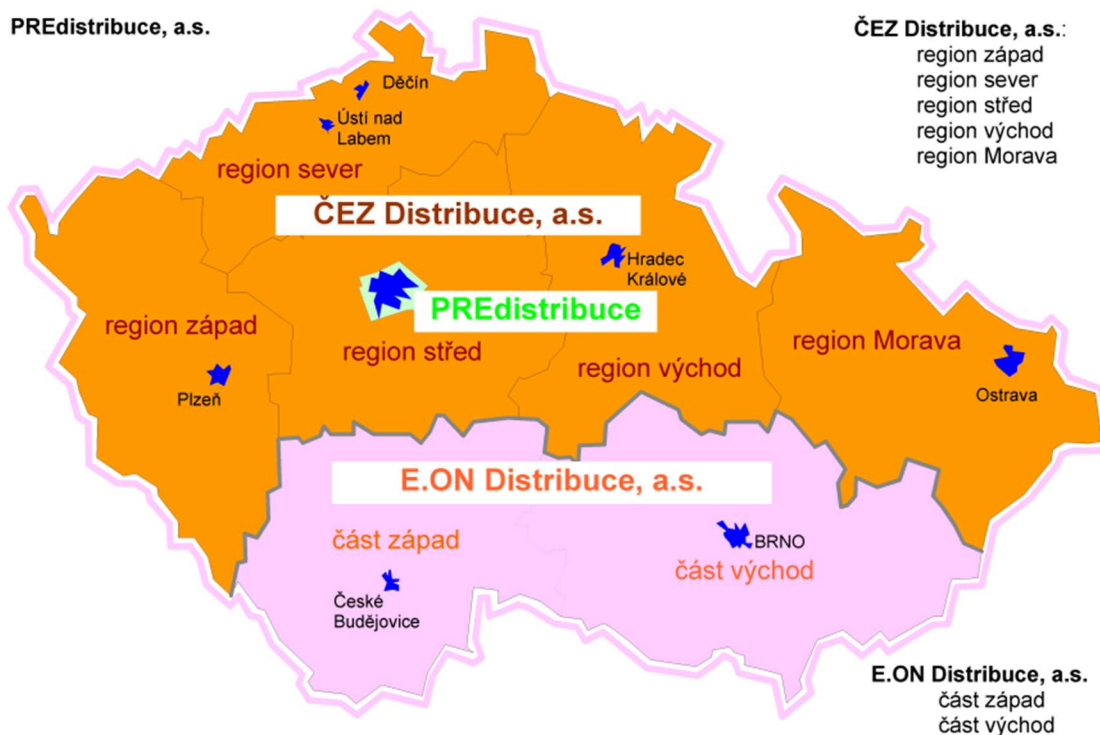 PREdistribuce, a.s.
ČEZ Distribuce, a.s.:
region západ
region sever
region střed
region východ
region Morava
Děčín
Ústí nad
Labem
region sever
ČEZ Distribuce, a.s.
Hradec
Králové
PREdistribuce
region západ
region střed
region východ
region Morava
Plzeň
Ostrava
E.ON Distribuce, a.s.
část západ
BRNO
část východ
České
Budějovice
E.ON Distribuce, a.s.
část západ
část východ